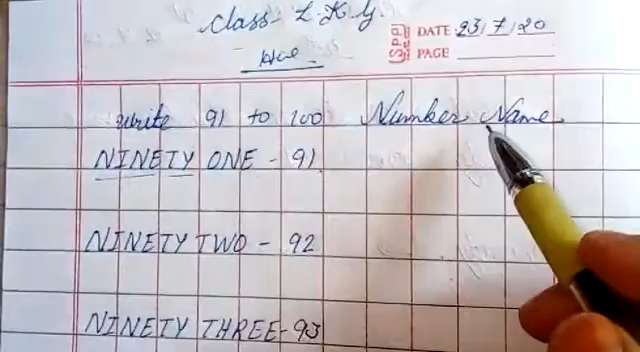 Class- L.K.G.
DATE 23/7/20
H.W.
PAGE
write 91 to 100 Number Name
NINETY ONE - 91
NINETY TWO - 92
NINETY THREE-93